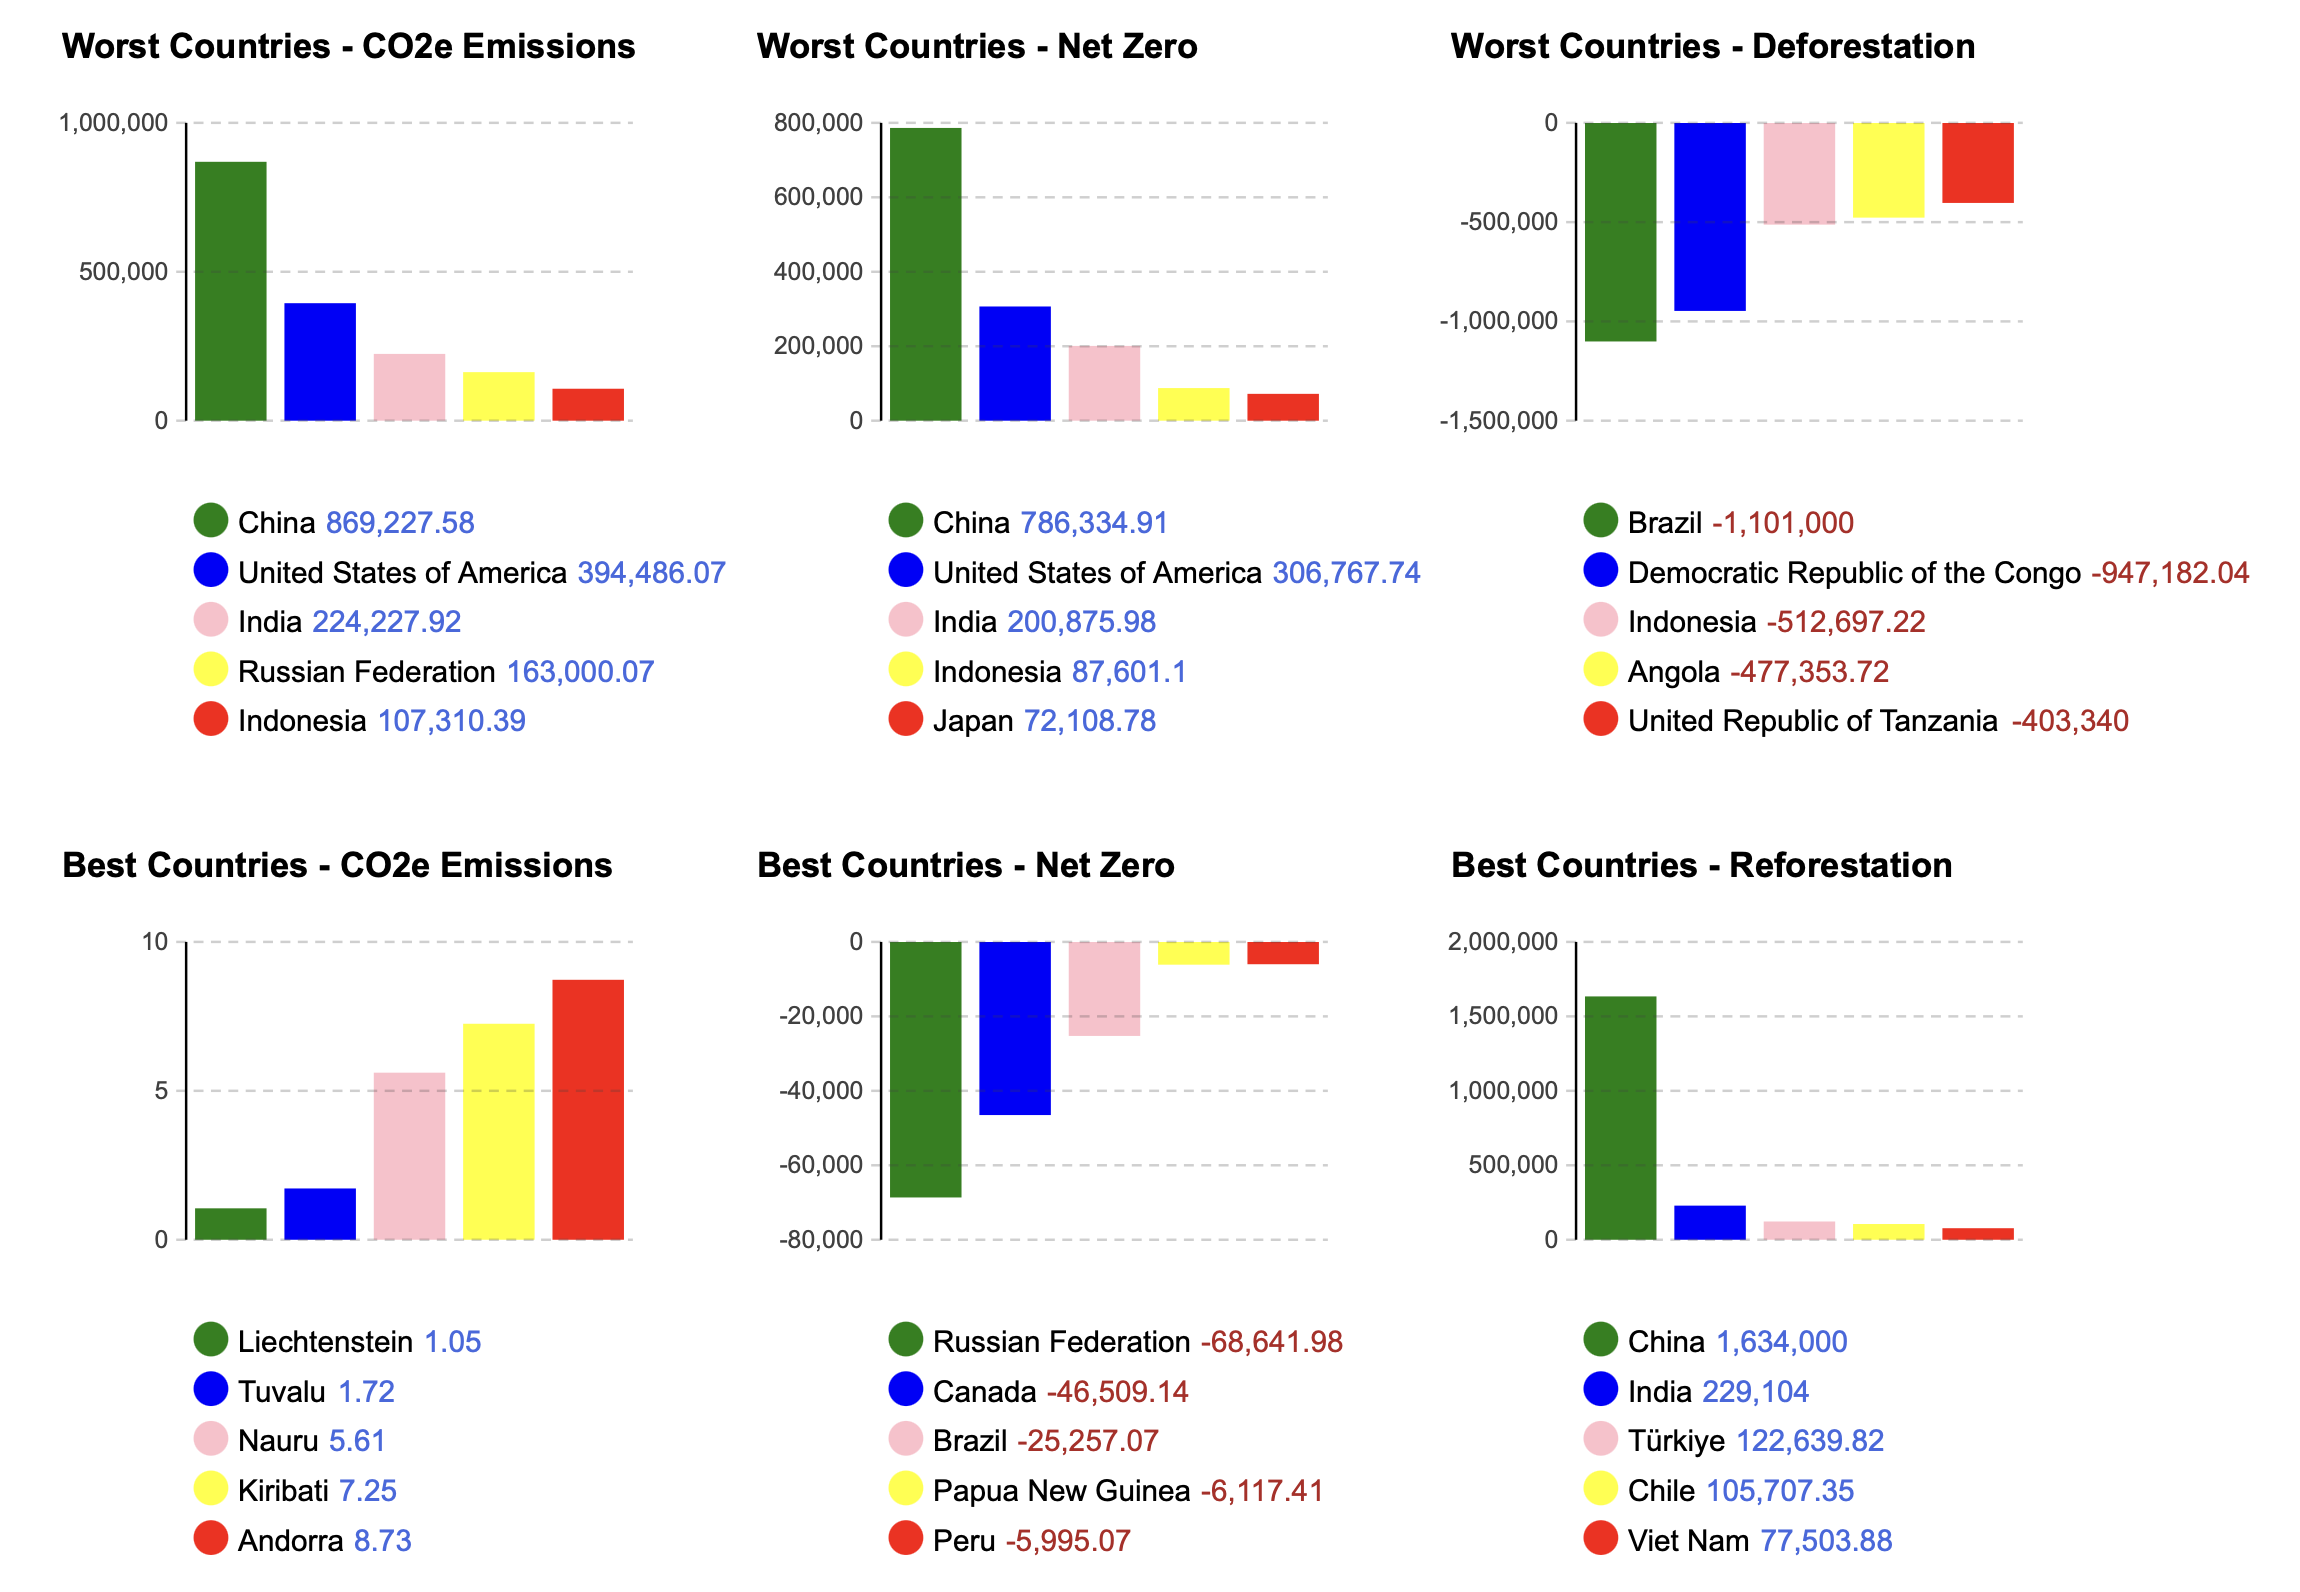 Worst Countries - CO2e Emissions
1,000,000
500,000
0
China 869,227.58
United States of America 394,486.07
India 224,227.92
Russian Federation 163,000.07
Indonesia 107,310.39
Worst Countries - Net Zero
800,000
600,000
400,000
200,000
0
China 786,334.91
United States of America 306,767.74
India 200,875.98
Indonesia 87,601.1
Japan 72,108.78
Worst Countries - Deforestation
0
-500,000
-1,000,000
-1,500,000
Brazil -1,101,000
Democratic Republic of the Congo -947,182.04
Indonesia -512,697.22
Angola -477,353.72
United Republic of Tanzania -403,340
Best Countries - CO2e Emissions
10
5
0
Liechtenstein 1.05
Tuvalu 1.72
Nauru 5.61
Kiribati 7.25
Andorra 8.73
Best Countries - Net Zero
0
-20,000
-40,000
-60,000
-80,000
Russian Federation -68,641.98
Canada -46,509.14
Brazil -25,257.07
Papua New Guinea -6,117.41
Peru -5,995.07
Best Countries - Reforestation
2,000,000
1,500,000
1,000,000
500,000
0
China 1,634,000
India 229,104
Türkiye 122,639.82
Chile 105,707.35
Viet Nam 77,503.88